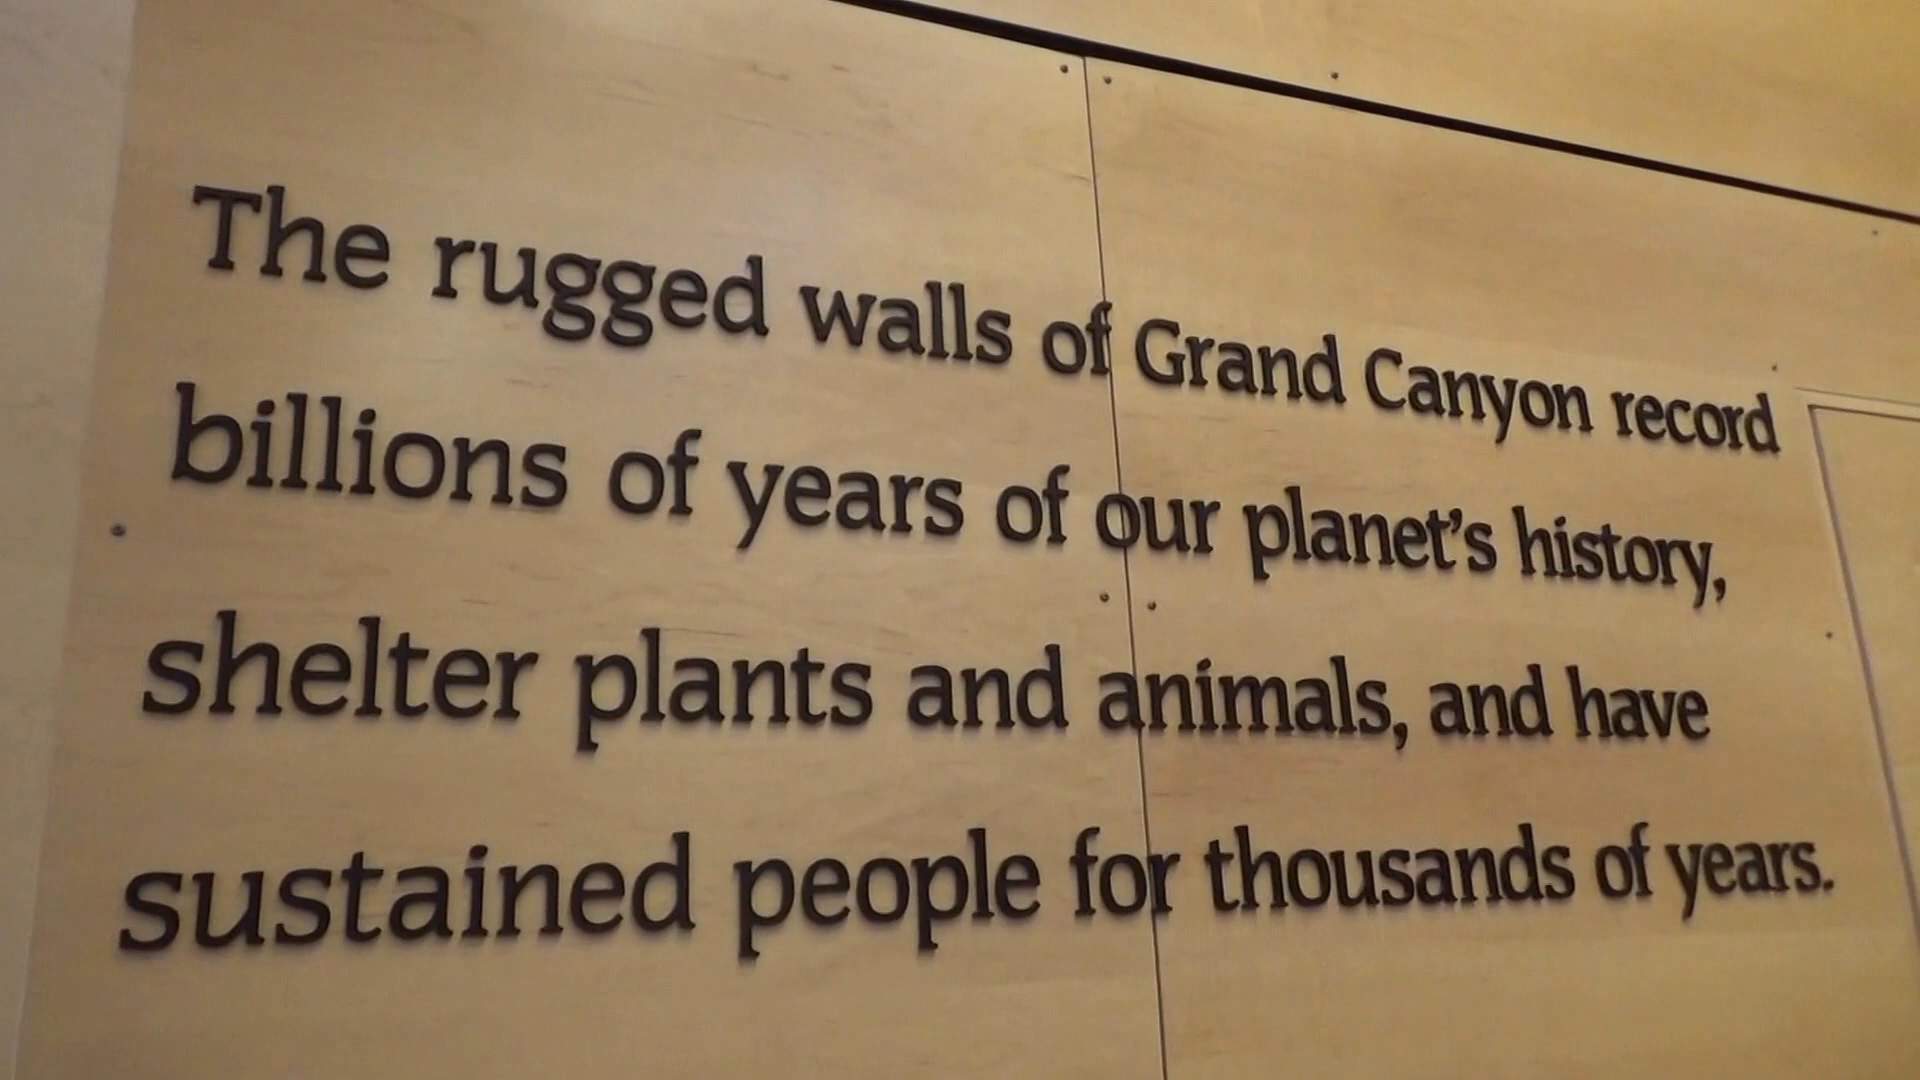 The rugged walls of Grand Canyon record
billions of years of our planet’s history,
shelter plants and animals, and have
sustained people for thousands of years.